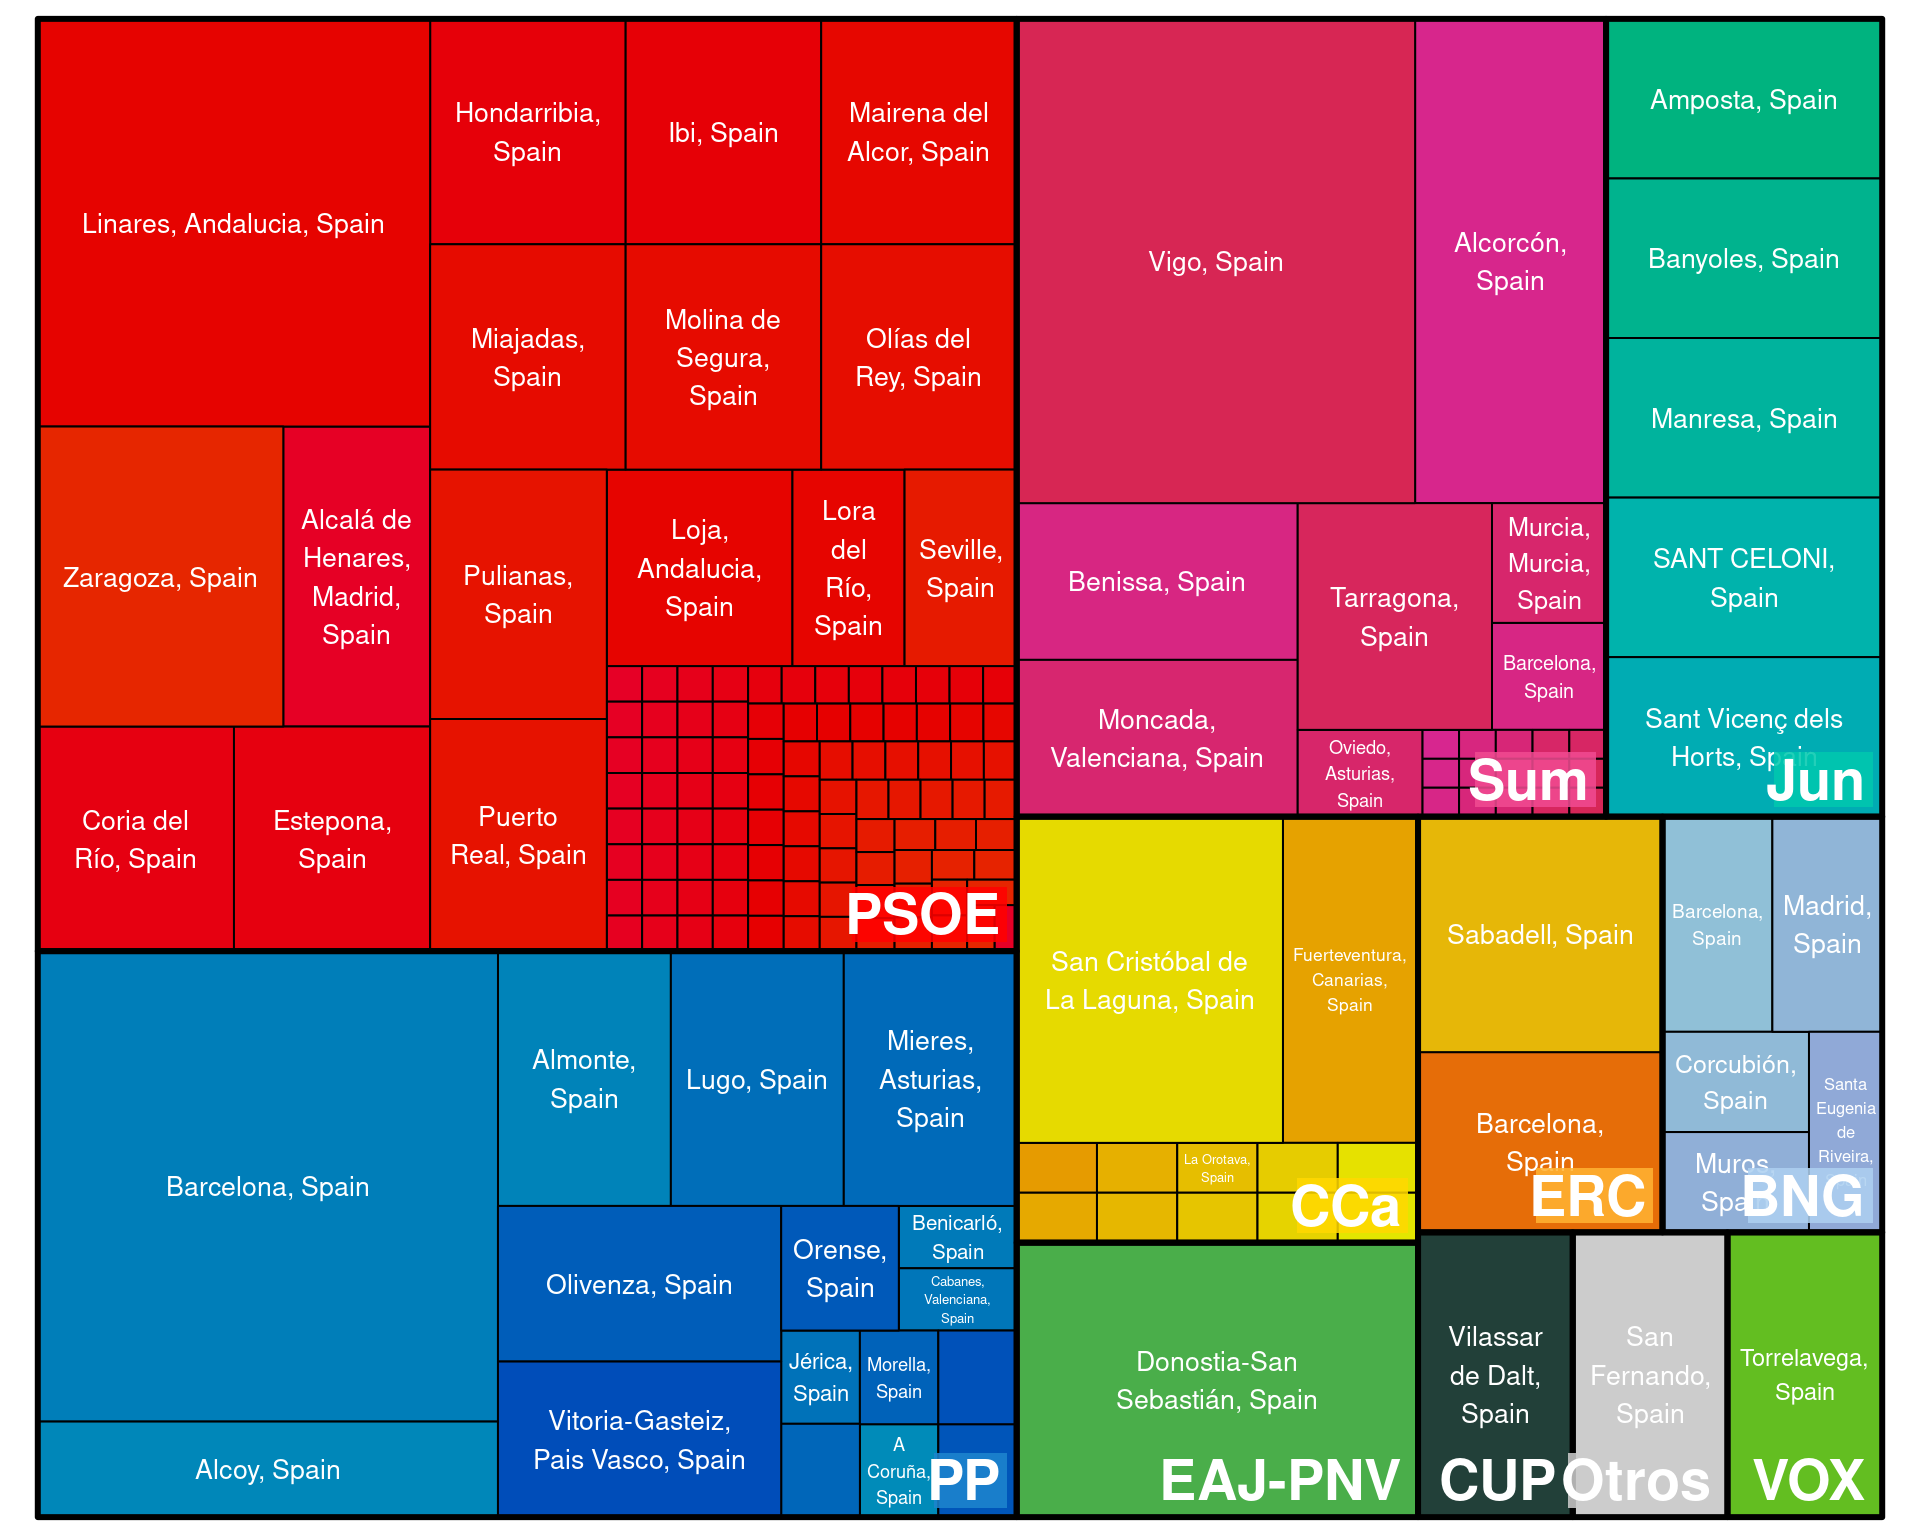 Linares, Andalucia, Spain
Hondarribia,
Spain
Ibi, Spain
Mairena del
Alcor, Spain
Miajadas,
Spain
Molina de
Segura,
Spain
Olías del
Rey, Spain
Zaragoza, Spain
Alcalá de
Henares,
Madrid,
Spain
Coria del
Río, Spain
Estepona,
Spain
Pulianas,
Spain
Puerto
Real, Spain
Loja,
Andalucia,
Spain
Lora
del
Río,
Spain
Seville,
Spain
PSOE
Vigo, Spain
Alcorcón,
Spain
Benissa, Spain
Moncada,
Valenciana, Spain
Tarragona,
Spain
Murcia,
Murcia,
Spain
Barcelona,
Spain
Oviedo,
Asturias,
Spain
Sum
Amposta, Spain
Banyoles, Spain
Manresa, Spain
SANT CELONI,
Spain
Sant Vicenç dels
Horts, Spain
Jun
Barcelona, Spain
Alcoy, Spain
Almonte,
Spain
Lugo, Spain
Mieres,
Asturias,
Spain
Olivenza, Spain
Vitoria-Gasteiz,
Pais Vasco, Spain
Orense,
Spain
Benicarló,
Spain
Cabanes,
Valenciana,
Spain
Jérica,
Spain
Morella,
Spain
A
Coruña,
Spain
PP
San Cristóbal de
La Laguna, Spain
Fuerteventura,
Canarias,
Spain
La Orotava,
Spain
CCa
Donostia-San
Sebastián, Spain
EAJ-PNV
Sabadell, Spain
Barcelona,
Spain
ERC
Barcelona,
Spain
Madrid,
Spain
Corcubión,
Spain
Muros,
Spain
Santa
Eugenia
de
Riveira,
BNG
Vilassar
de Dalt,
Spain
CUP
San
Fernando,
Spain
Otros
Torrelavega,
Spain
VOX